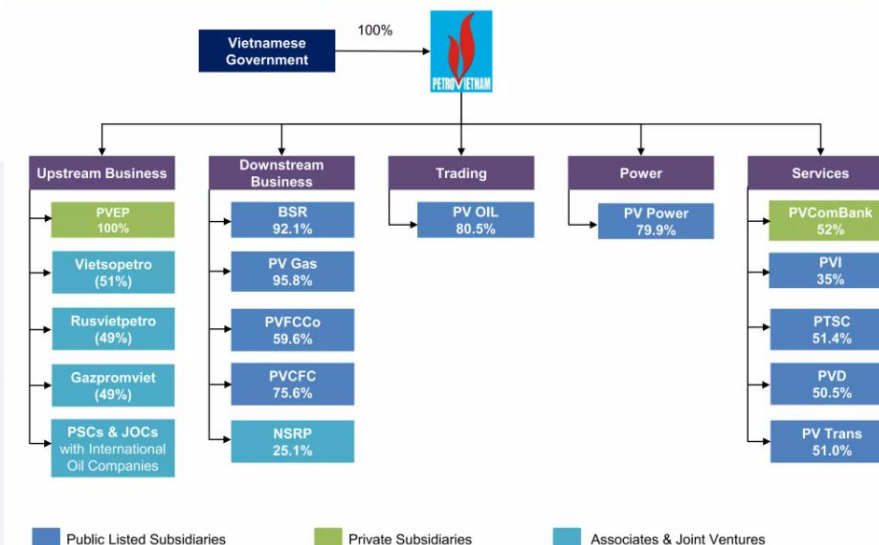 Vietnamese
Government
100%
PETROVIETNAM
Upstream Business
Downstream
Business
Trading
Power
Services
PVEP
100%
Vietsopetro
(51%)
Rusvietpetro
(49%)
Gazpromviet
(49%)
PSCs & JOCs
with International
Oil Companies
BSR
92.1%
PV Gas
95.8%
PVFCCo
59.6%
PVCFC
75.6%
NSRP
25.1%
PV OIL
80.5%
PV Power
79.9%
PVComBank
52%
PVI
35%
PTSC
51.4%
PVD
50.5%
PV Trans
51.0%
Public Listed Subsidiaries
Private Subsidiaries
Associates & Joint Ventures